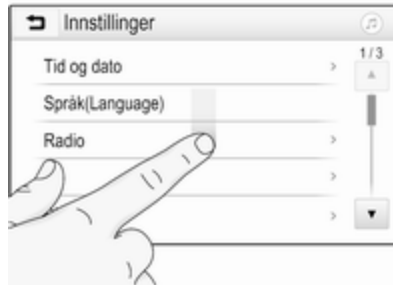 Innstillinger
1/3
Tid og dato
Språk(Language)
Radio